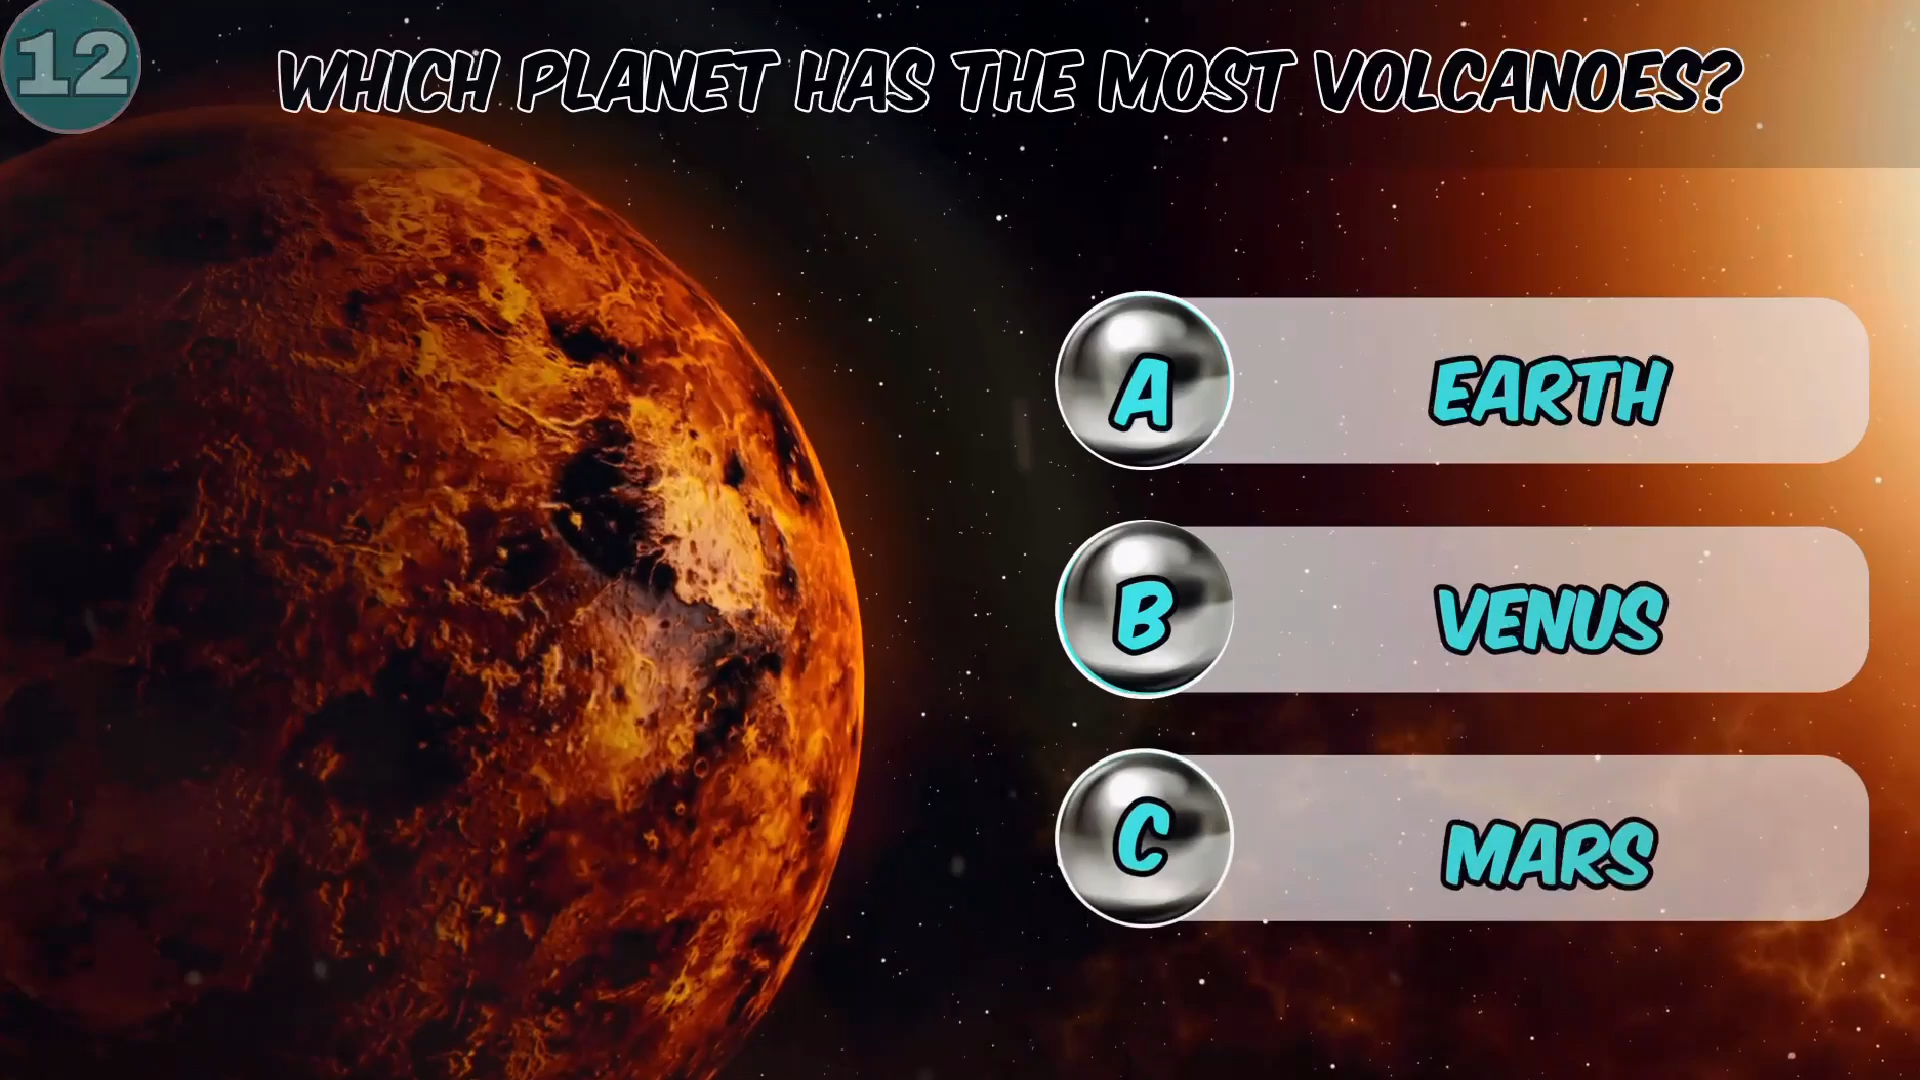 12
WHICH PLANET HAS THE MOST VOLCANOES?
A EARTH
B VENUS
C MARS